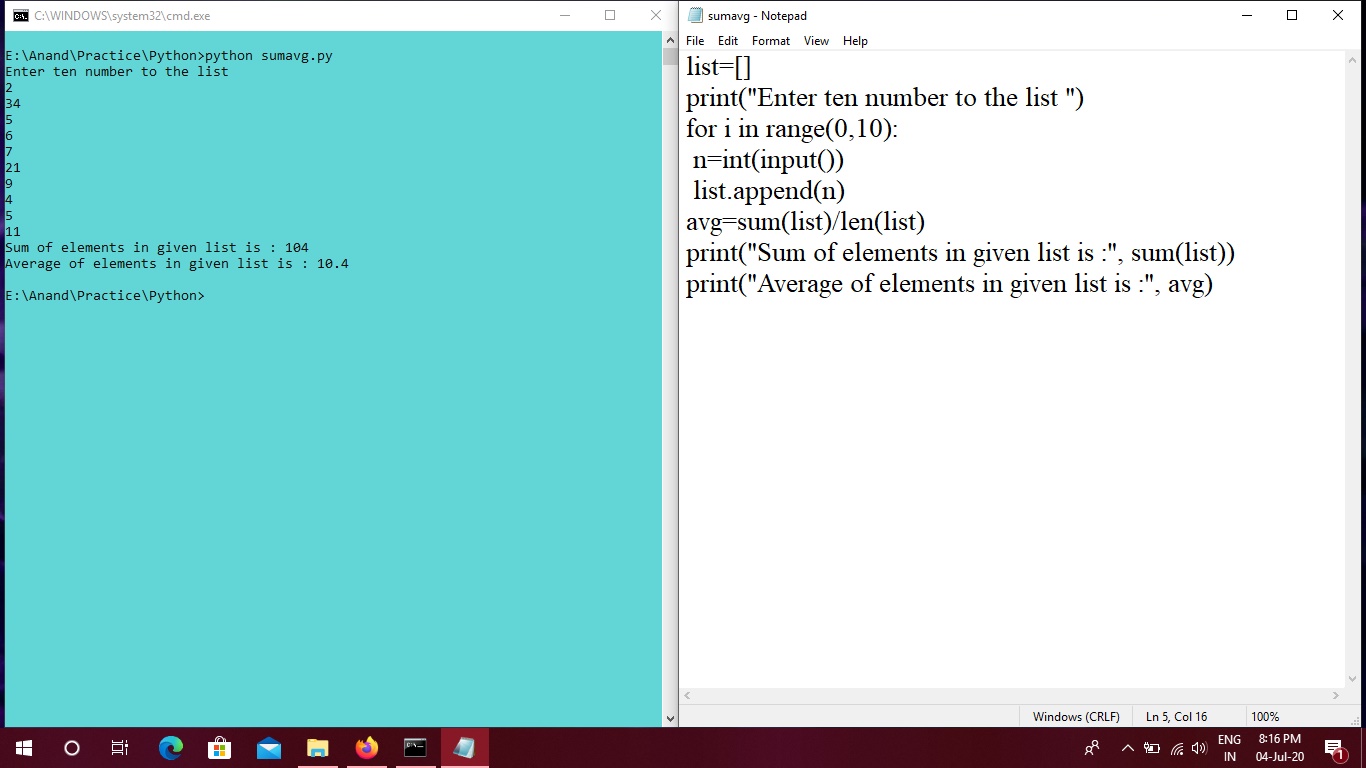 C:\WINDOWS\system32\cmd.exe
E:\Anand\Practice\Python>python sumavg.py
Enter ten number to the list
2
34
5
6
7
21
9
4
5
11
Sum of elements in given list is : 104
Average of elements in given list is : 10.4
E:\Anand\Practice\Python>
sumavg - Notepad
File Edit Format View Help
list=[]
print("Enter ten number to the list ")
for i in range(0,10):
 n=int(input())
 list.append(n)
avg=sum(list)/len(list)
print("Sum of elements in given list is :", sum(list))
print("Average of elements in given list is :", avg)
Windows (CRLF) Ln 5, Col 16 100%
ENG
IN
8:16 PM
04-Jul-20
1